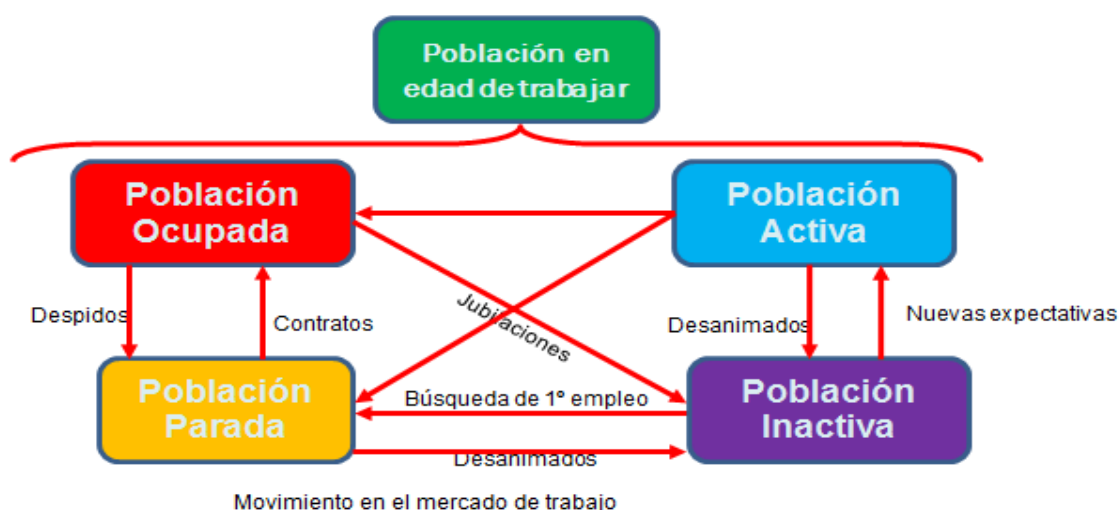 Población en
edad de trabajar
Población
Ocupada
Población
Activa
Despidos
Contratos
Jubilaciones
Desanimados
Nuevas expectativas
Población
Parada
Búsqueda de 1º empleo
Población
Inactiva
Desanimados
Movimiento en el mercado de trabajo